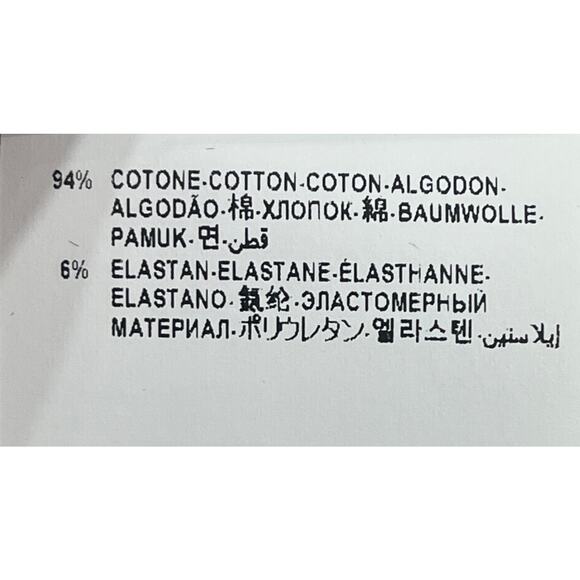 94% COTONE-COTTON-COTON-ALGODON-
ALGODÃO-棉-ХЛОПОК-綿-BAUMWOLLE-
PAMUK-면-قطن
6% ELASTAN-ELASTANE-ÉLASTHANNE-
ELASTANO-氨纶-ЭЛАСТОМЕРНЫЙ
МАТЕРИАЛ-ポリウレタン-엘라스텐-إيلاستين